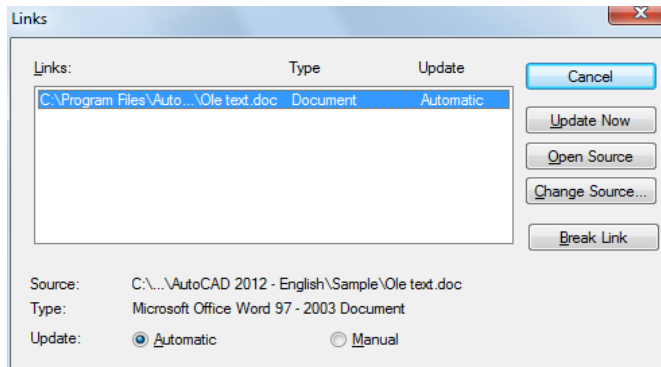 Links
Links: Type Update
C:\Program Files\Auto...\Ole text.doc Document Automatic
Cancel
Update Now
Open Source
Change Source...
Break Link
Source: C:\...\AutoCAD 2012 - English\Sample\Ole text.doc
Type: Microsoft Office Word 97 - 2003 Document
Update: Automatic Manual